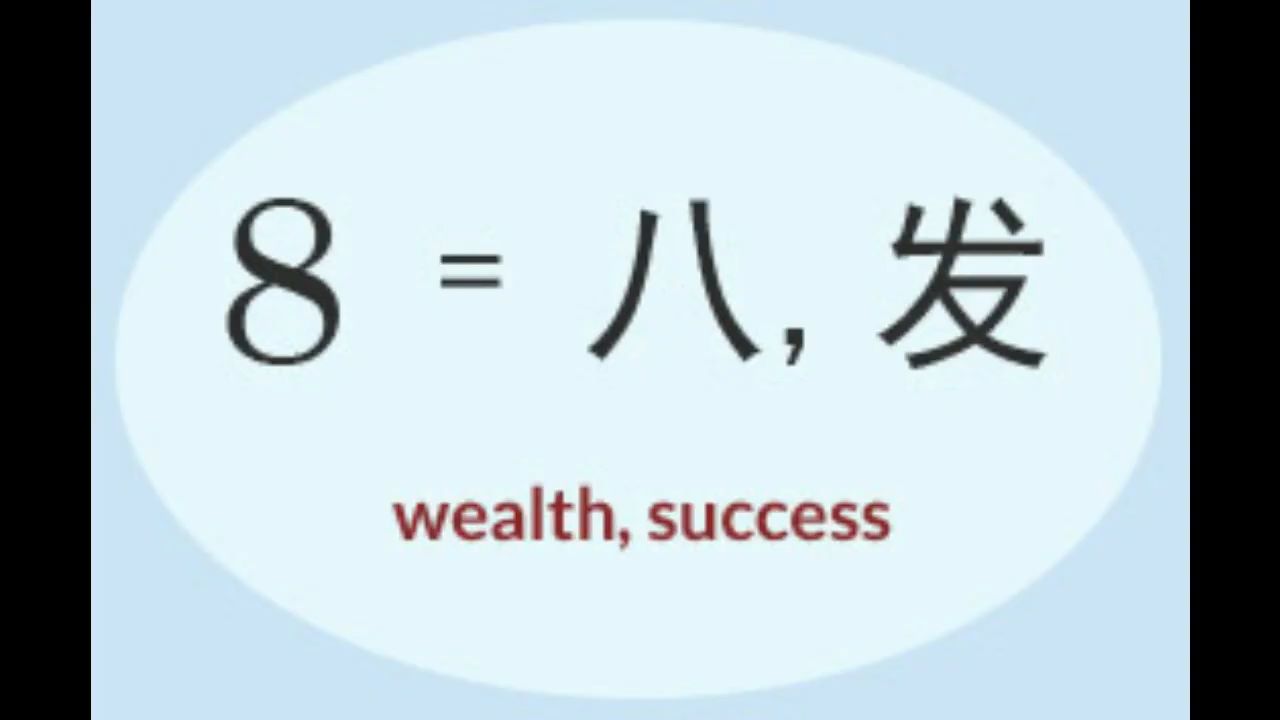 8 = 八, 发
wealth, success